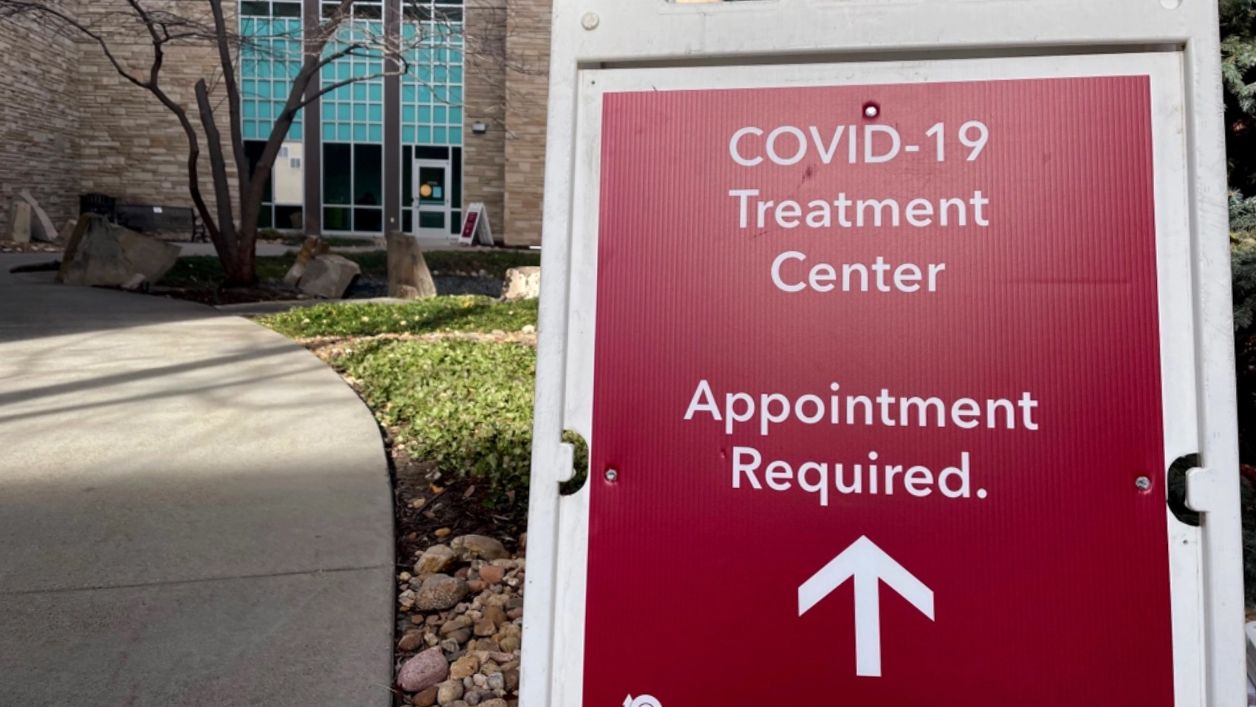 COVID-19
Treatment
Center
Appointment
Required.